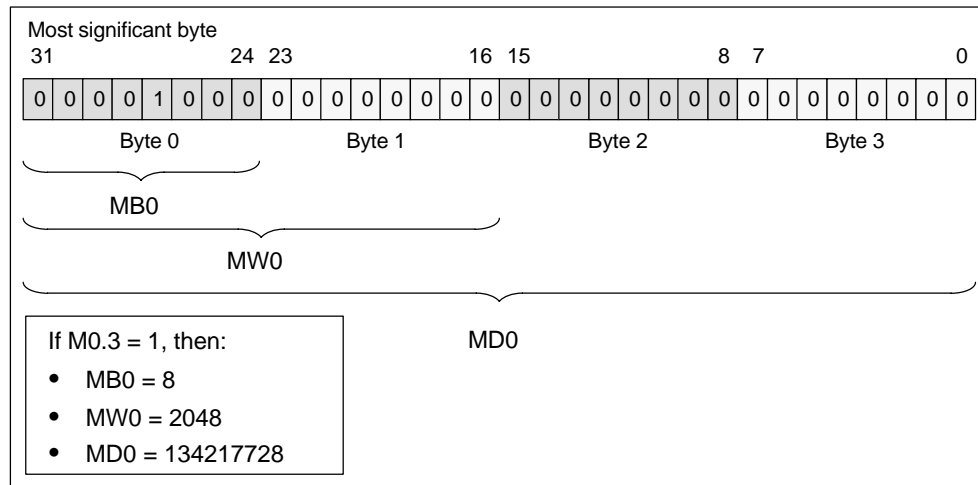 Most significant byte
31 24 23 16 15 8 7 0
0 0 0 0 1 0 0 0 0 0 0 0 0 0 0 0 0 0 0 0 0 0 0 0 0 0 0 0 0 0 0 0
Byte 0 Byte 1 Byte 2 Byte 3
MB0
MW0
MD0
If M0.3 = 1, then:
• MB0 = 8
• MW0 = 2048
• MD0 = 134217728